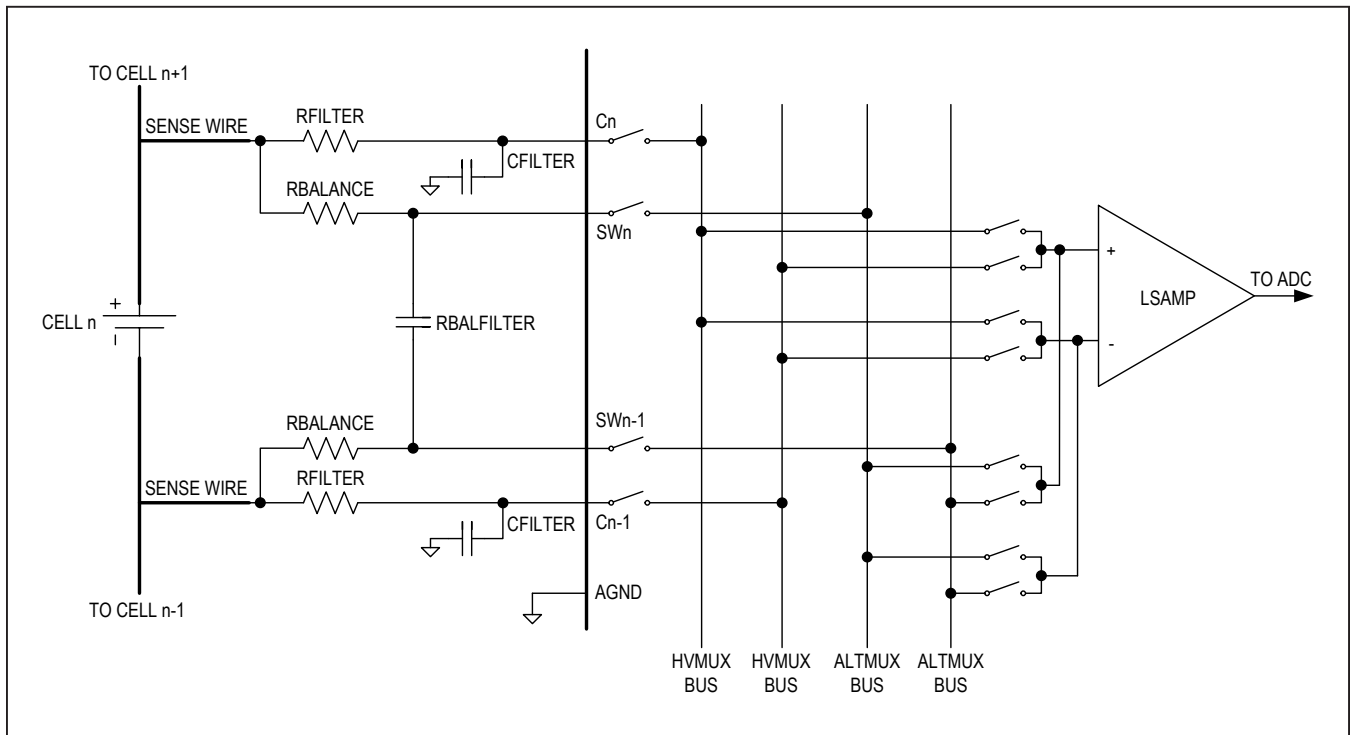 TO CELL n+1
SENSE WIRE
RFILTER
CFILTER
Cn
RBALANCE
SWn
+
-
CELL n
RBALFILTER
+
-
LSAMP
TO ADC
RBALANCE
SWn-1
RFILTER
SENSE WIRE
CFILTER
Cn-1
AGND
TO CELL n-1
HVMUX
BUS
HVMUX
BUS
ALTMUX
BUS
ALTMUX
BUS